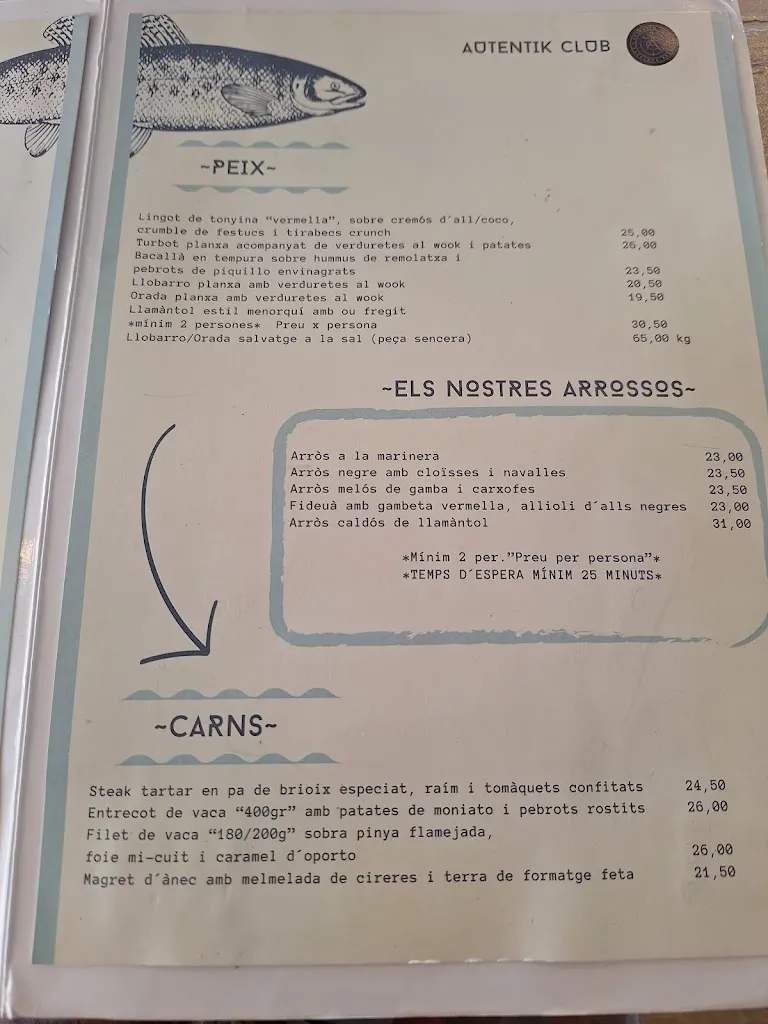 AUTENTIK CLUB
~PEIX~
Lingot de tonyina “vermella”, sobre cremós d´all/coco,
crumble de festucs i tirabecs crunch 25,00
Turbot planxa acompanyat de verduretes al wook i patates 26,00
Bacallà en tempura sobre hummus de remolatxa i
pebrots de piquillo envinagrats 23,50
Llobarro planxa amb verduretes al wook 20,50
Orada planxa amb verduretes al wook 19,50
Llamàntol estil menorquí amb ou fregit
*mínim 2 persones* Preu x persona 30,50
Llobarro/Orada salvatge a la sal (peça sencera) 65,00 kg
~ELS NOSTRES ARROSSOS~
Arròs a la marinera 23,00
Arròs negre amb cloïsses i navalles 23,50
Arròs melós de gamba i carxofes 23,50
Fideuà amb gambeta vermella, allioli d´alls negres 23,00
Arròs caldós de llamàntol 31,00
*Mínim 2 per.”Preu per persona”*
*TEMPS D´ESPERA MÍNIM 25 MINUTS*
~CARNS~
Steak tartar en pa de brioix especiat, raím i tomàquets confitats 24,50
Entrecot de vaca “400gr” amb patates de moniato i pebrots rostits 26,00
Filet de vaca “180/200g” sobra pinya flamejada,
foie mi-cuit i caramel d´oporto 26,00
Magret d´ànec amb melmelada de cireres i terra de formatge feta 21,50